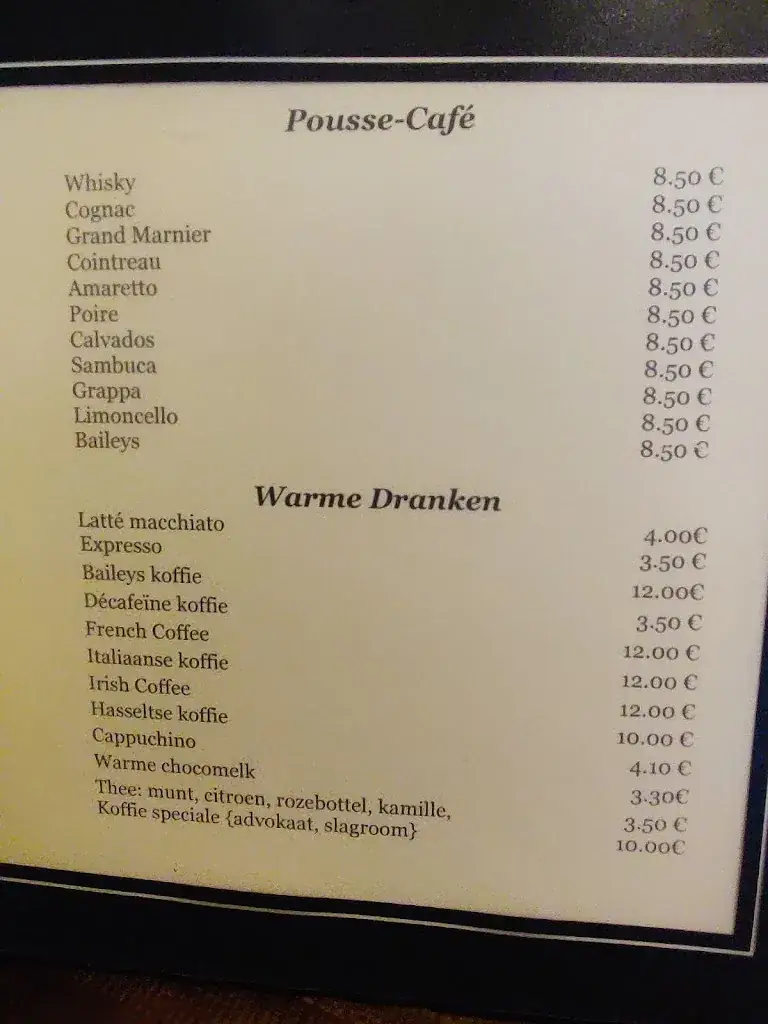 Pousse-Café
Whisky 8.50 €
Cognac 8.50 €
Grand Marnier 8.50 €
Cointreau 8.50 €
Amaretto 8.50 €
Poire 8.50 €
Calvados 8.50 €
Sambuca 8.50 €
Grappa 8.50 €
Limoncello 8.50 €
Baileys 8.50 €
Warme Dranken
Latté macchiato 4.00€
Expresso 3.50 €
Baileys koffie 12.00€
Décafeïne koffie 3.50 €
French Coffee 12.00 €
Italiaanse koffie 12.00 €
Irish Coffee 12.00 €
Hasseltse koffie 10.00 €
Cappuchino 4.10 €
Warme chocomelk 3.30€
Thee: munt, citroen, rozebottel, kamille, 3.50 €
Koffie speciale {advokaat, slagroom} 10.00€